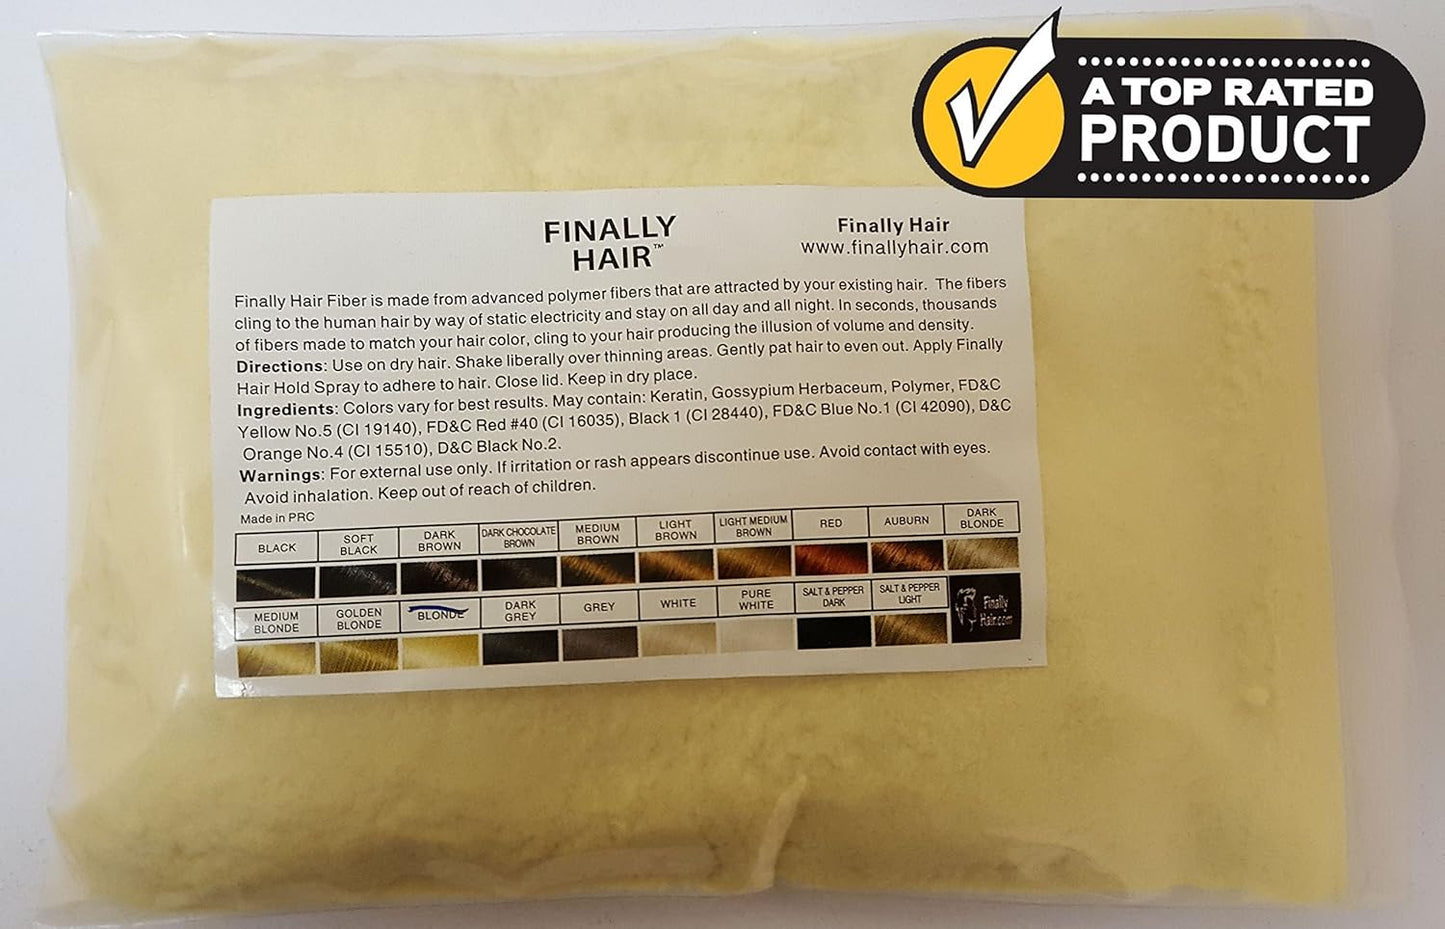 A TOP RATED
PRODUCT
FINALLY
HAIR™
Finally Hair
www.finallyhair.com
Finally Hair Fiber is made from advanced polymer fibers that are attracted by your existing hair. The fibers
cling to the human hair by way of static electricity and stay on all day and all night. In seconds, thousands
of fibers made to match your hair color, cling to your hair producing the illusion of volume and density.
Directions: Use on dry hair. Shake liberally over thinning areas. Gently pat hair to even out. Apply Finally
Hair Hold Spray to adhere to hair. Close lid. Keep in dry place.
Ingredients: Colors vary for best results. May contain: Keratin, Gossypium Herbaceum, Polymer, FD&C
Yellow No.5 (CI 19140), FD&C Red #40 (CI 16035), Black 1 (CI 28440), FD&C Blue No.1 (CI 42090), D&C
Orange No.4 (CI 15510), D&C Black No.2.
Warnings: For external use only. If irritation or rash appears discontinue use. Avoid contact with eyes.
Avoid inhalation. Keep out of reach of children.
Made in PRC
BLACK
SOFT
BLACK
DARK
BROWN
DARK CHOCOLATE
BROWN
MEDIUM
BROWN
LIGHT
BROWN
LIGHT MEDIUM
BROWN
RED
AUBURN
DARK
BLONDE
MEDIUM
BLONDE
GOLDEN
BLONDE
BLONDE
DARK
GREY
GREY
WHITE
PURE
WHITE
SALT & PEPPER
DARK
SALT & PEPPER
LIGHT
Finally
Hair.com